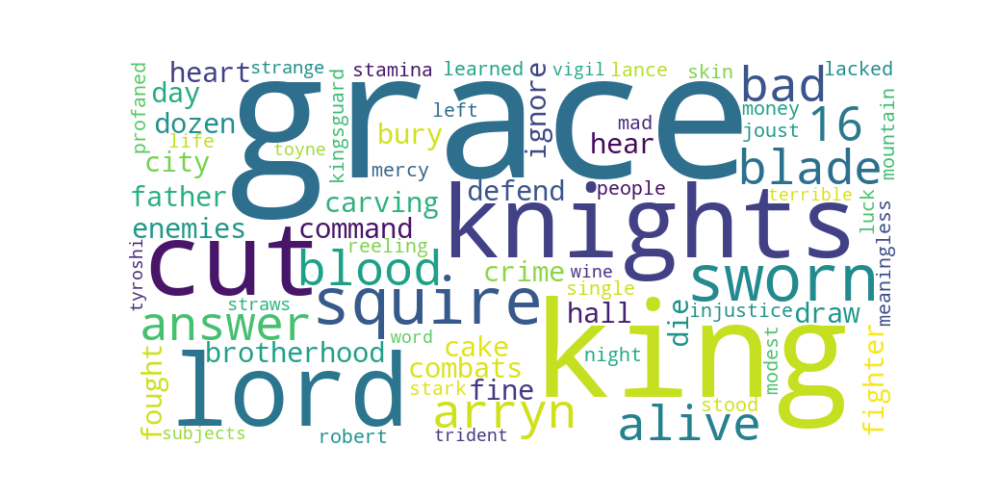 profaned
heart
strange
stamina
learned
vigil
lance
skin
bad
lacked
day
grace
kingsguard
left
ignore
mad
money
16
mountain
dozen
life
toyne
bury
hear
joust
city
mercy
blade
father
carving
defend
people
terrible
luck
enemies
command
knights
meaningless
tyroshi
cut
reeling
blood
crime
wine
sworn
straws
squire
single
answer
hall
die
injustice
draw
brotherhood
word
cake
king
night
modest
fighter
fought
lord
combats
stark
fine
arryn
alive
stood
subjects
robert
trident